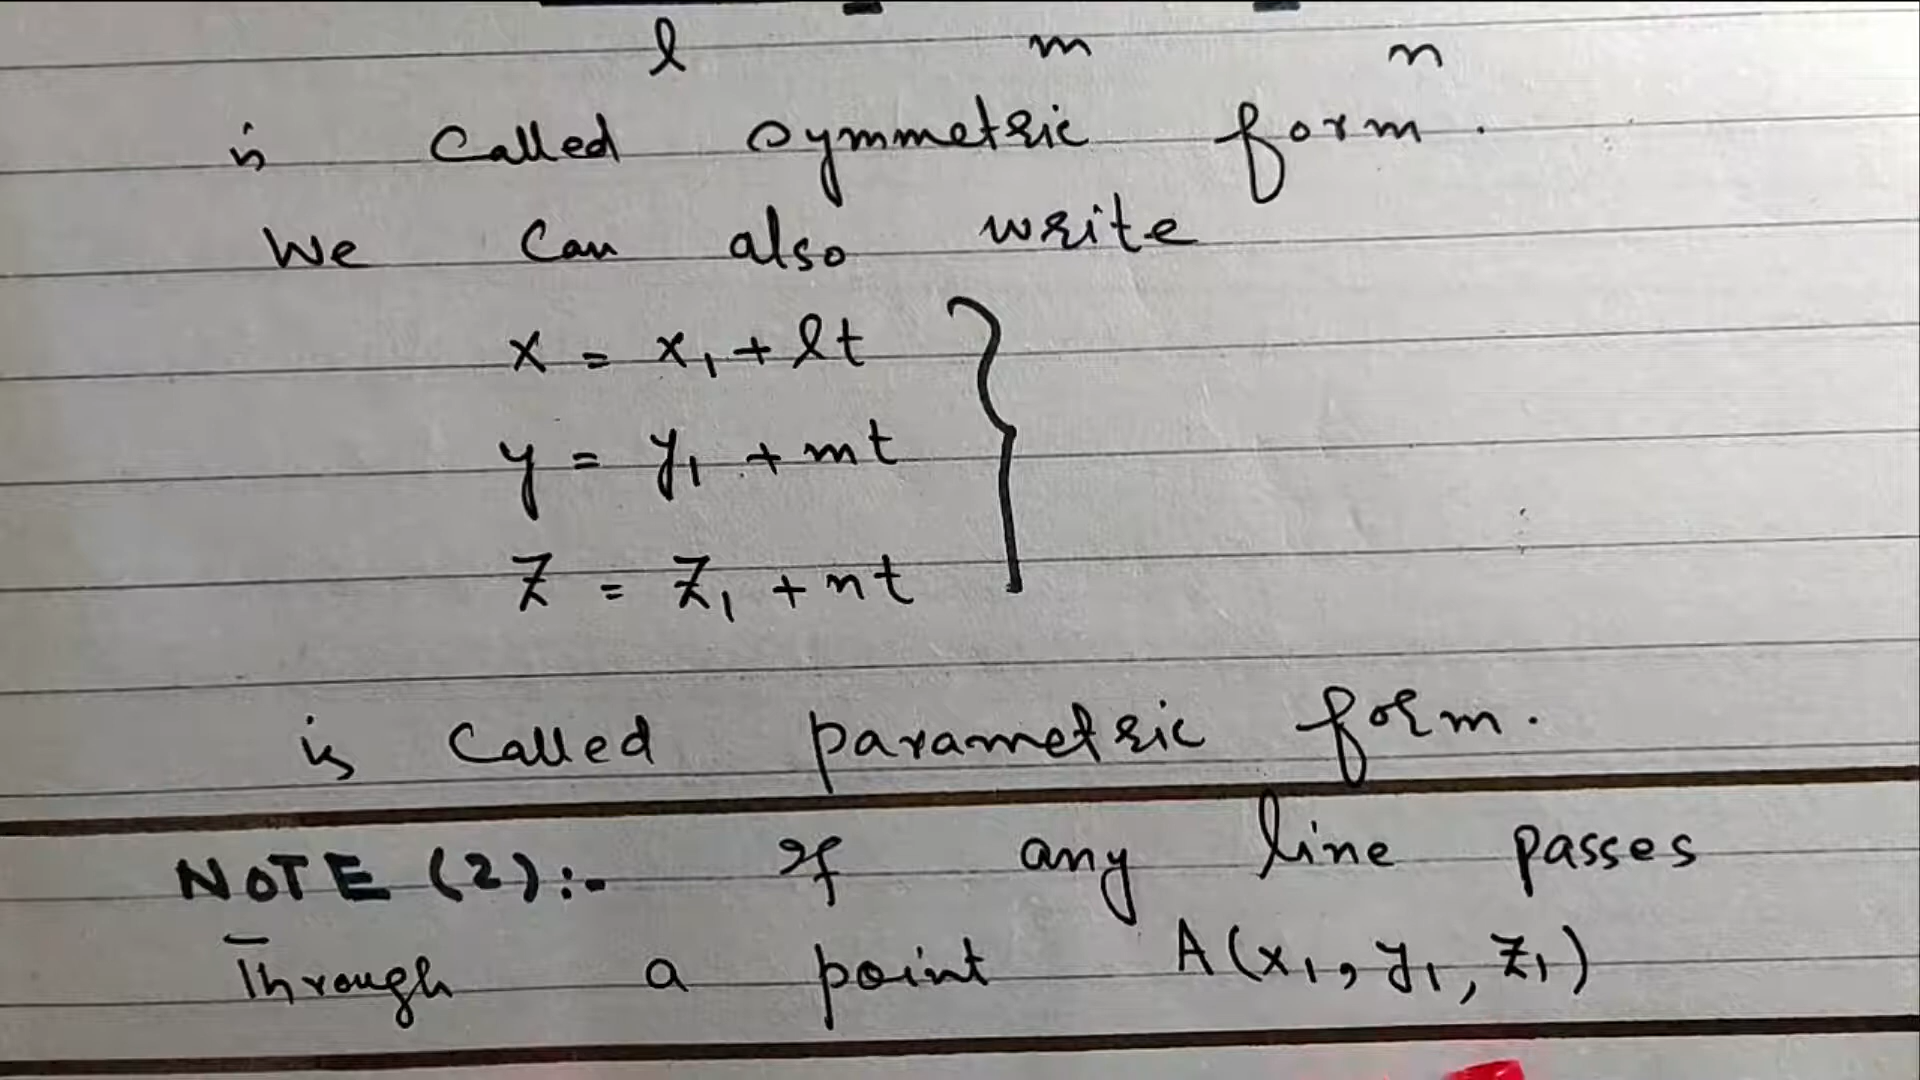 l m n
is called symmetric form.
We can also write
x = x₁ + lt
y = y₁ + mt
z = z₁ + nt
is called parametric form.
NOTE (2):- If any line passes
Through a point A(x₁, y₁, z₁)